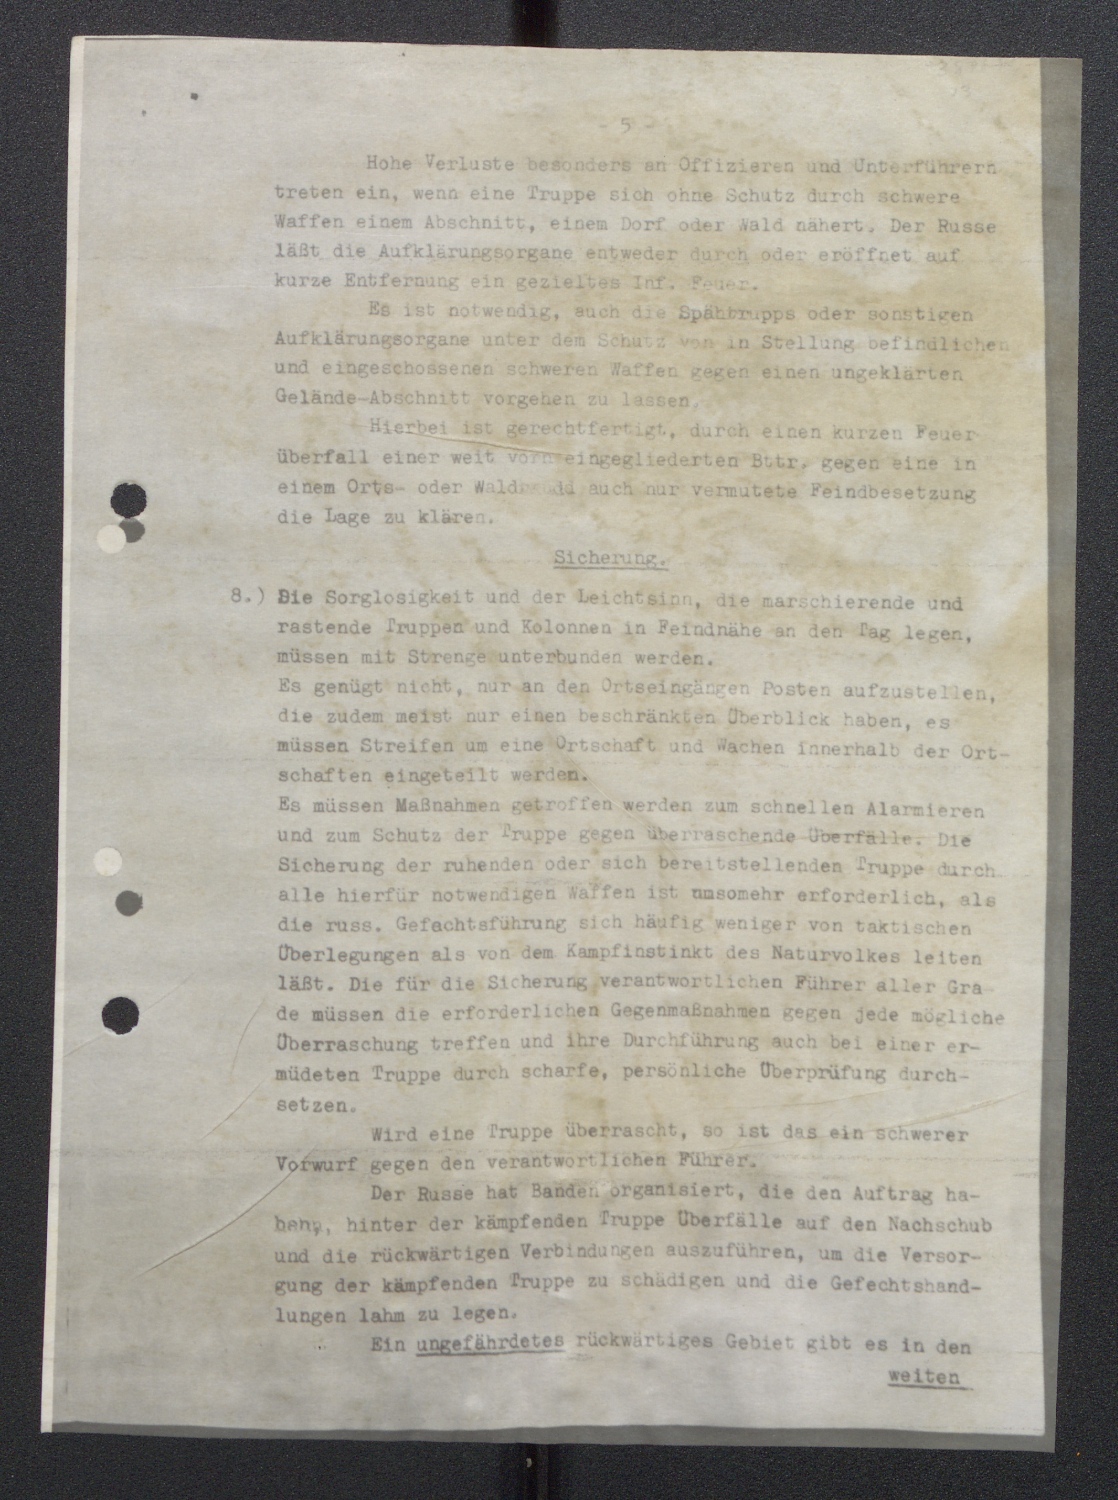 - 5 -
Hohe Verluste besonders an Offizieren und Unterführern
treten ein, wenn eine Truppe sich ohne Schutz durch schwere
Waffen einem Abschnitt, einem Dorf oder Wald nähert. Der Russe
läßt die Aufklärungsorgane entweder durch oder eröffnet auf
kurze Entfernung ein gezieltes Inf. Feuer.
Es ist notwendig, auch die Spähtrupps oder sonstigen
Aufklärungsorgane unter dem Schutz von in Stellung befindlichen
und eingeschossenen schweren Waffen gegen einen ungeklärten
Gelände-Abschnitt vorgehen zu lassen.
Hierbei ist gerechtfertigt, durch einen kurzen Feuer-
überfall einer weit vorn eingegliederten Bttr. gegen eine in
einem Orts- oder auch nur vermutete Feindbesetzung
die Lage zu klären.
Sicherung.
8.) Die Sorglosigkeit und der Leichtsinn, die marschierende und
rastende Truppen und Kolonnen in Feindnähe an den Tag legen,
müssen mit Strenge unterbunden werden.
Es genügt nicht, nur an den Ortseingängen Posten aufzustellen,
die zudem meist nur einen beschränkten Überblick haben, es
müssen Streifen um eine Ortschaft und Wachen innerhalb der Ort-
schaften eingeteilt werden.
Es müssen Maßnahmen getroffen werden zum schnellen Alarmieren
und zum Schutz der Truppe gegen überraschende Überfälle. Die
Sicherung der ruhenden oder sich bereitstellenden Truppe durch
alle hierfür notwendigen Waffen ist umsomehr erforderlich, als
die russ. Gefechtsführung sich häufig weniger von taktischen
Überlegungen als von dem Kampfinstinkt des Naturvolkes leiten
läßt. Die für die Sicherung verantwortlichen Führer aller Gra-
de müssen die erforderlichen Gegenmaßnahmen gegen jede mögliche
Überraschung treffen und ihre Durchführung auch bei einer er-
müdeten Truppe durch scharfe, persönliche Überprüfung durch-
setzen.
Wird eine Truppe überrascht, so ist das ein schwerer
Vorwurf gegen den verantwortlichen Führer.
Der Russe hat Banden organisiert, die den Auftrag ha-
ben, hinter der kämpfenden Truppe Überfälle auf den Nachschub
und die rückwärtigen Verbindungen auszuführen, um die Versor-
gung der kämpfenden Truppe zu schädigen und die Gefechtshand-
lungen lahm zu legen.
Ein ungefährdetes rückwärtiges Gebiet gibt es in den
weiten